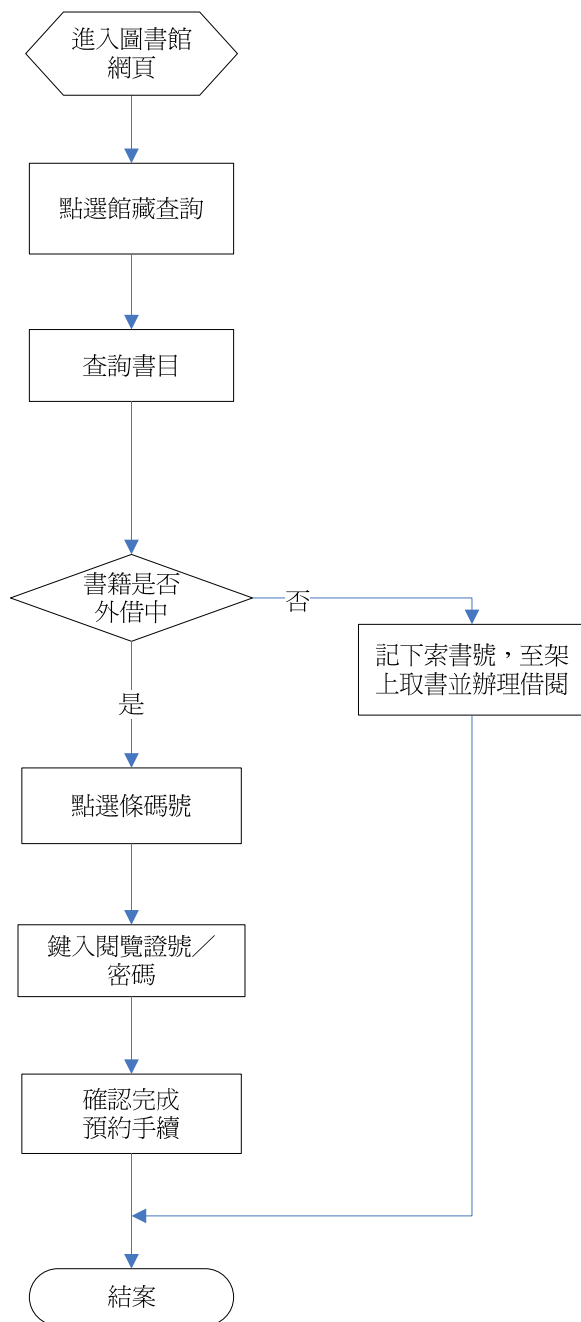 進入圖書館
網頁
點選館藏查詢
查詢書目
書籍是否
外借中
否
記下索書號，至架
上取書並辦理借閱
是
點選條碼號
鍵入閱覽證號／
密碼
確認完成
預約手續
結案